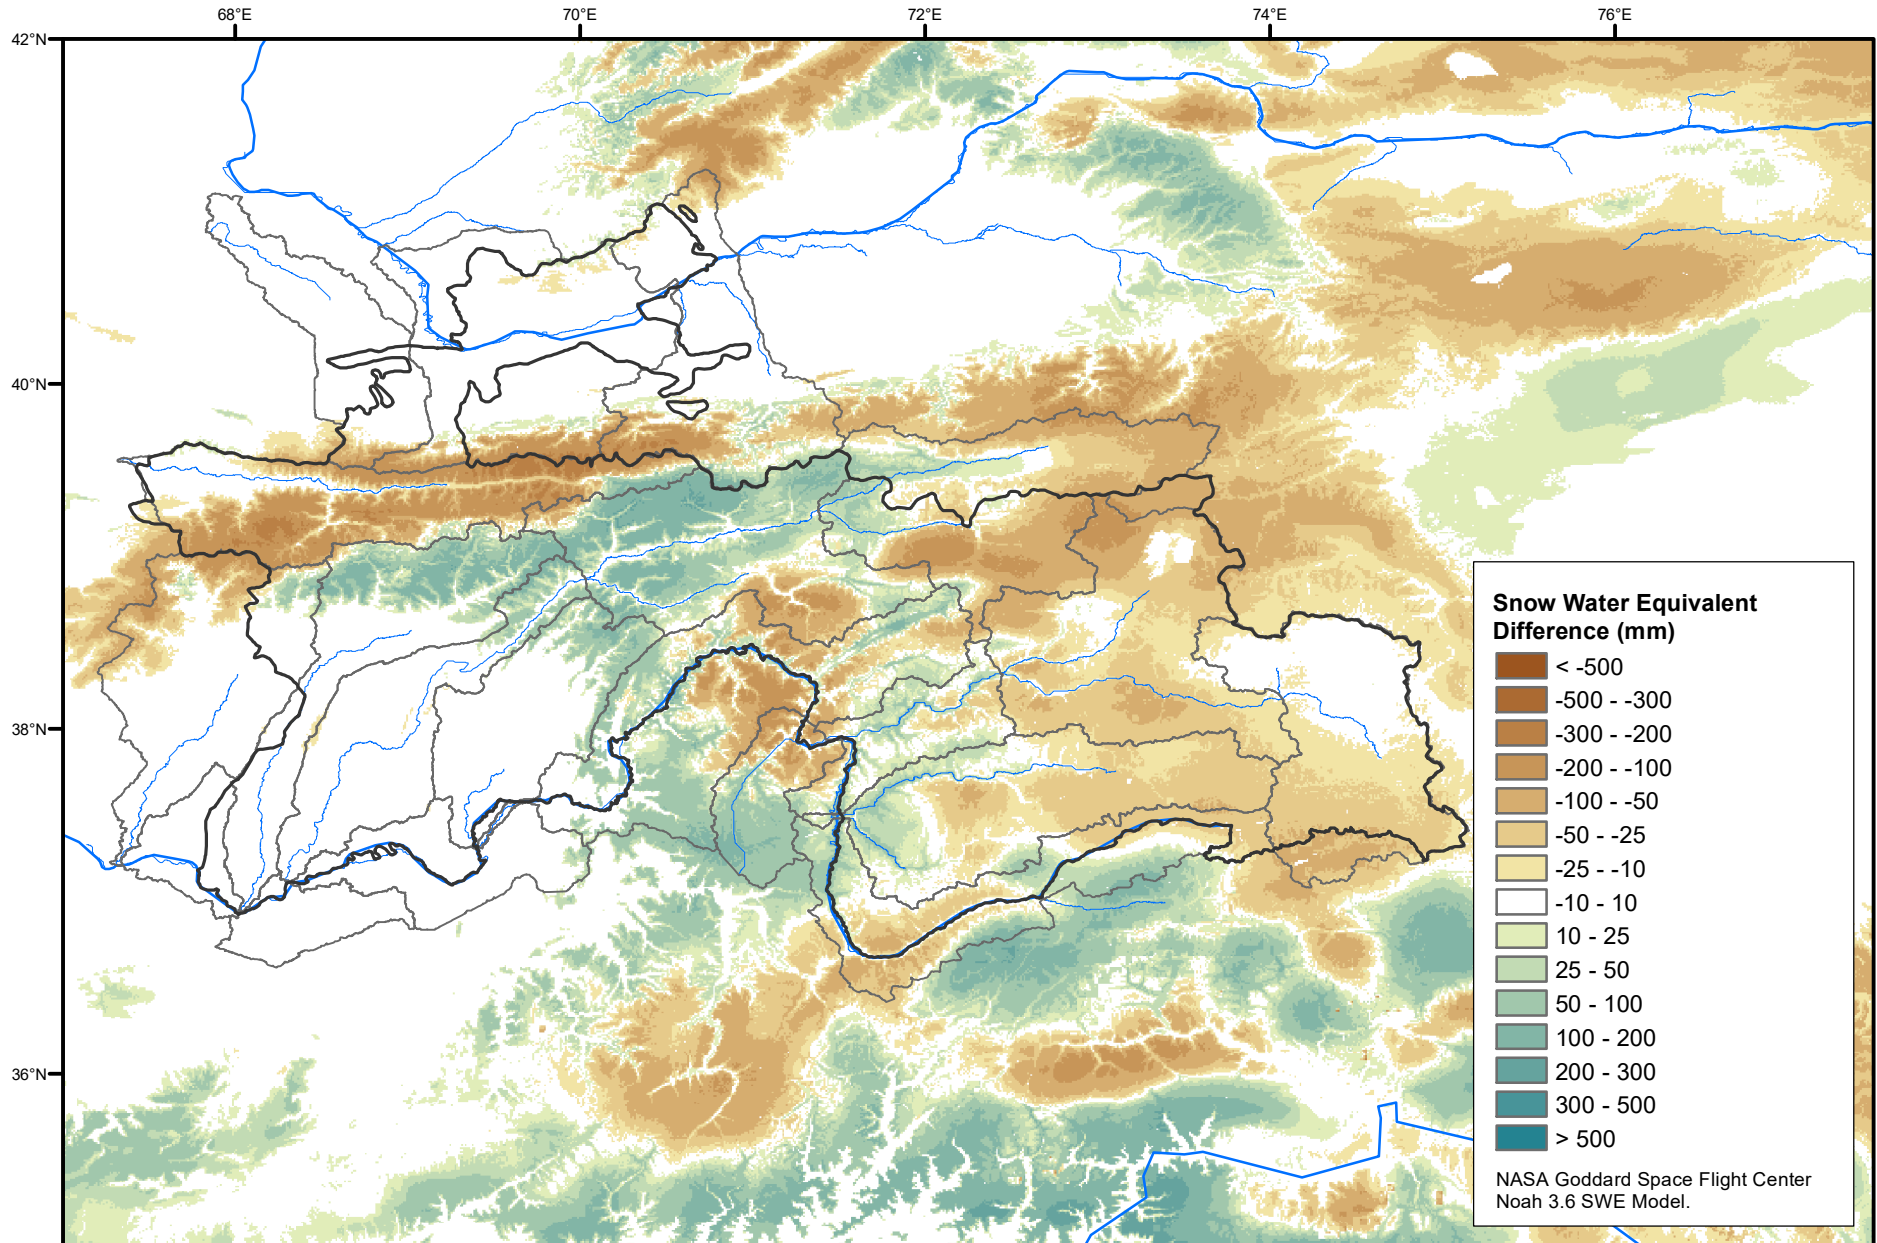 68°E 70°E 72°E 74°E 76°E
42°N
40°N
38°N
36°N
Snow Water Equivalent
Difference (mm)
< -500
-500 - -300
-300 - -200
-200 - -100
-100 - -50
-50 - -25
-25 - -10
-10 - 10
10 - 25
25 - 50
50 - 100
100 - 200
200 - 300
300 - 500
> 500
NASA Goddard Space Flight Center
Noah 3.6 SWE Model.